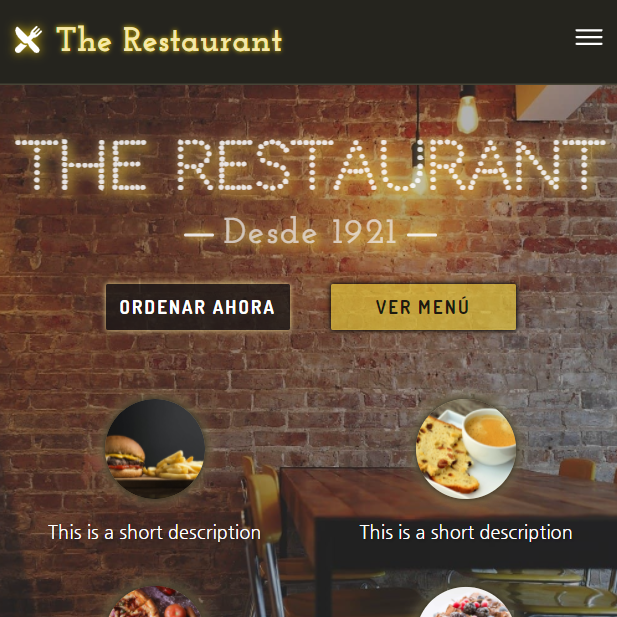 The Restaurant
THE RESTAURANT
— Desde 1921 —
ORDENAR AHORA
VER MENÚ
This is a short description
This is a short description